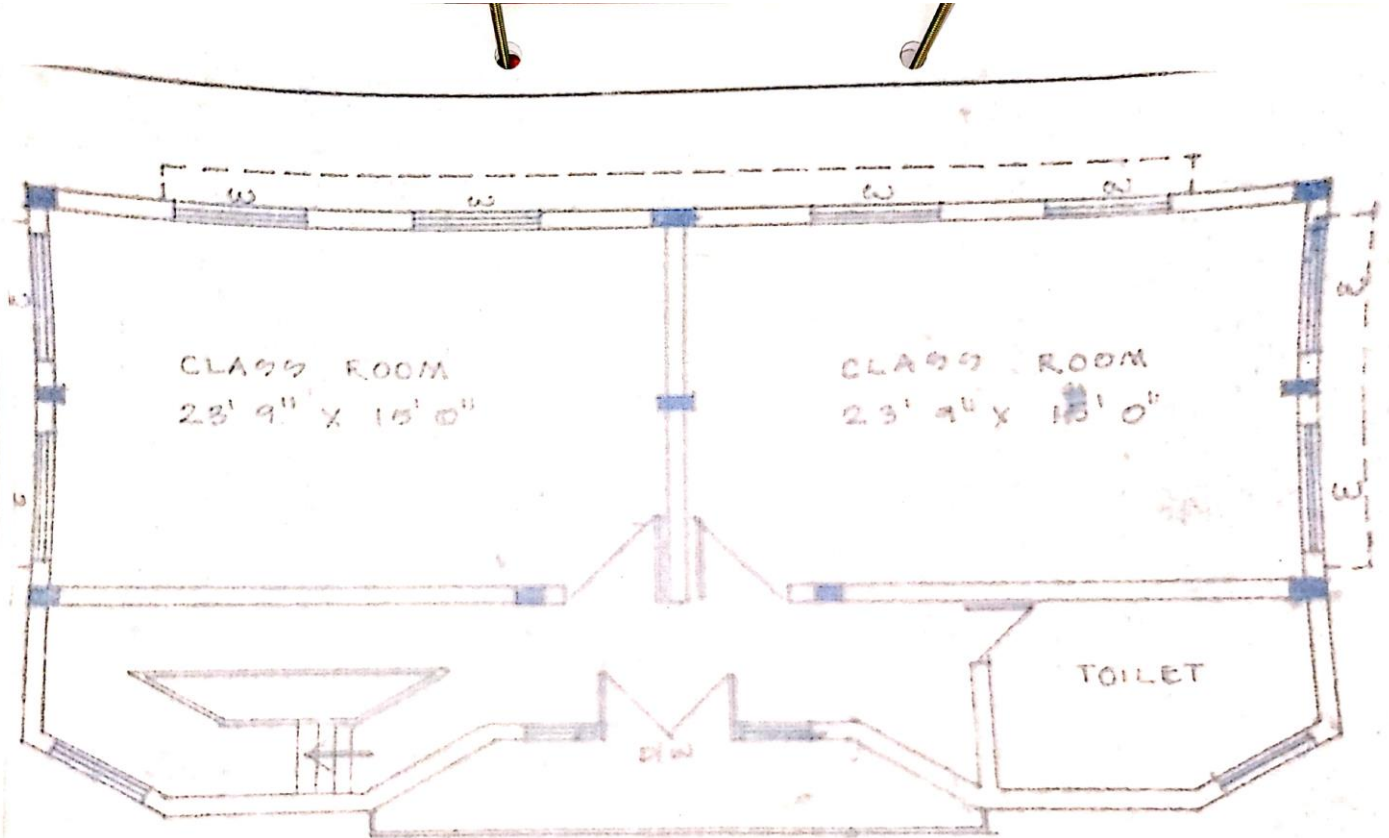 W W W W
CLASS ROOM
23' 9" X 15' 0"
CLASS ROOM
23' 9" X 15' 0"
W
W
TOILET
D/W